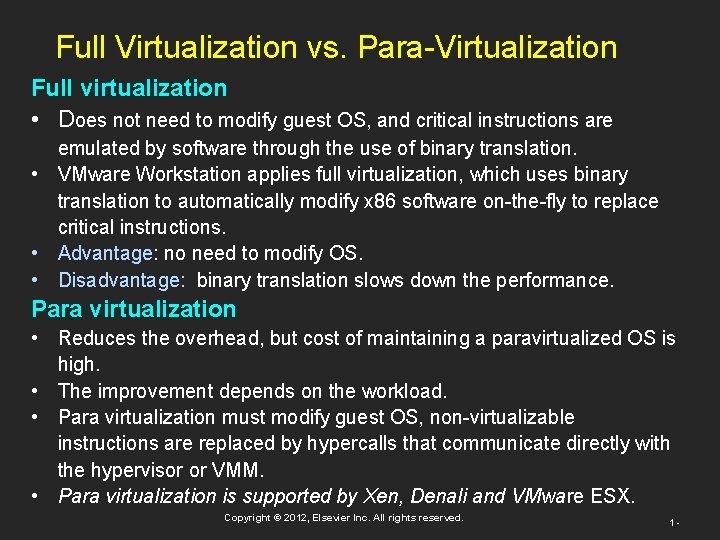 Full Virtualization vs. Para-Virtualization
Full virtualization
• Does not need to modify guest OS, and critical instructions are
emulated by software through the use of binary translation.
• VMware Workstation applies full virtualization, which uses binary
translation to automatically modify x86 software on-the-fly to replace
critical instructions.
• Advantage: no need to modify OS.
• Disadvantage: binary translation slows down the performance.
Para virtualization
• Reduces the overhead, but cost of maintaining a paravirtualized OS is
high.
• The improvement depends on the workload.
• Para virtualization must modify guest OS, non-virtualizable
instructions are replaced by hypercalls that communicate directly with
the hypervisor or VMM.
• Para virtualization is supported by Xen, Denali and VMware ESX.
Copyright © 2012, Elsevier Inc. All rights reserved.
1 -